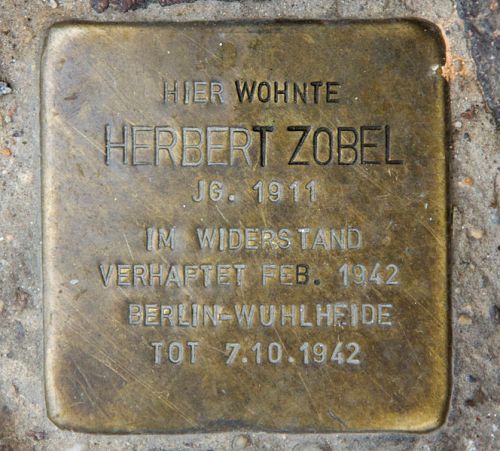 HIER WOHNTE
HERBERT ZOBEL
JG. 1911
IM WIDERSTAND
VERHAFTET FEB. 1942
BERLIN-WUHLHEIDE
TOT 7.10.1942